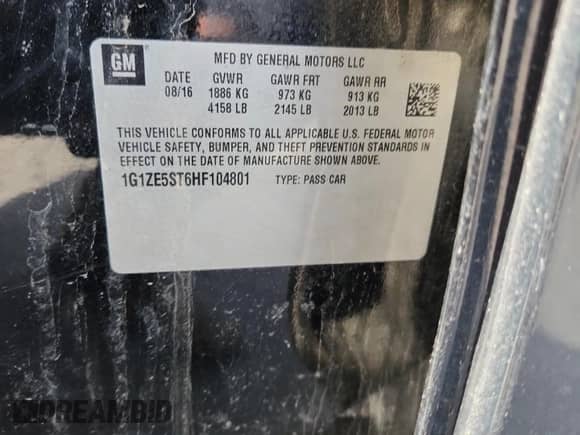 GM
MFD BY GENERAL MOTORS LLC
DATE GVWR GAWR FRT GAWR RR
08/16 1886 KG 973 KG 913 KG
4158 LB 2145 LB 2013 LB
THIS VEHICLE CONFORMS TO ALL APPLICABLE U.S. FEDERAL MOTOR
VEHICLE SAFETY, BUMPER, AND THEFT PREVENTION STANDARDS IN
EFFECT ON THE DATE OF MANUFACTURE SHOWN ABOVE.
1G1ZE5ST6HF104801 TYPE: PASS CAR
DREAMBID